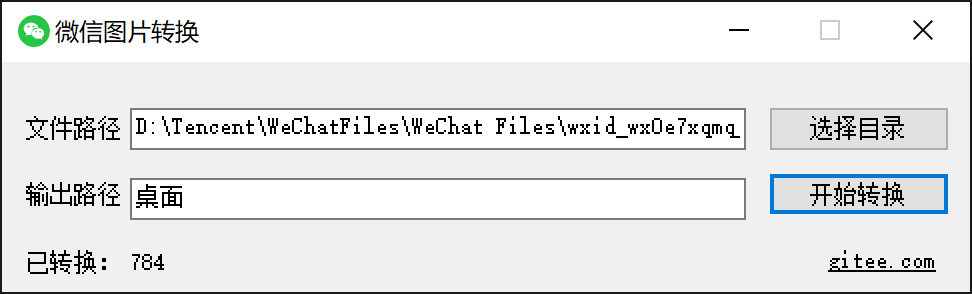 微信图片转换
文件路径 D:\Tencent\WeChatFiles\WeChat Files\wxid_wx0e7xqmq_ 选择目录
输出路径 桌面 开始转换
已转换: 784 gitee.com